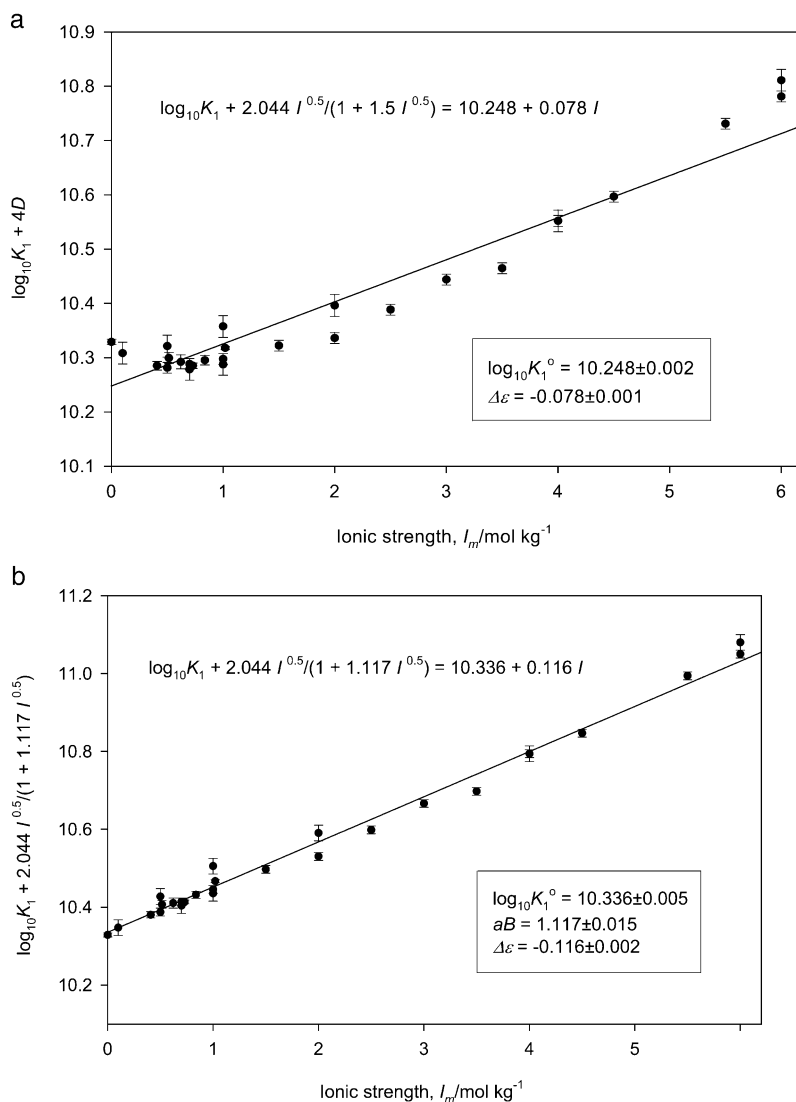 a
log₁₀K₁ + 4D
10.9
10.8
10.7
10.6
10.5
10.4
10.3
10.2
10.1
log₁₀K₁ + 2.044 I ^0.5/(1 + 1.5 I ^0.5) = 10.248 + 0.078 I
log₁₀K₁° = 10.248±0.002
Δε = -0.078±0.001
0 1 2 3 4 5 6
Ionic strength, Iₘ/mol kg⁻¹
b
log₁₀K₁ + 2.044 I ^0.5/(1 + 1.117 I ^0.5)
11.2
11.0
10.8
10.6
10.4
10.2
log₁₀K₁ + 2.044 I ^0.5/(1 + 1.117 I ^0.5) = 10.336 + 0.116 I
log₁₀K₁° = 10.336±0.005
aB = 1.117±0.015
Δε = -0.116±0.002
0 1 2 3 4 5
Ionic strength, Iₘ/mol kg⁻¹